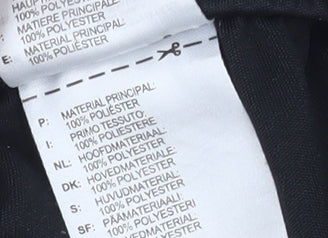 100% POLYESTER
MATIERE PRINCIPALE:
100% POLYESTER
E: MATERIAL PRINCIPAL:
100% POLYESTER
P: MATERIAL PRINCIPAL:
100% POLIÉSTER
I: PRIMO TESSUTO:
100% POLIESTERE
NL: HOOFDMATERIAAL:
100% POLYESTER
DK: HOVEDMATERIALE:
100% POLYESTER
S: HUVUDMATERIAL:
100% POLYESTER
SF: PÄÄMATERIAALI:
100% POLYESTERI
MATERIAL: